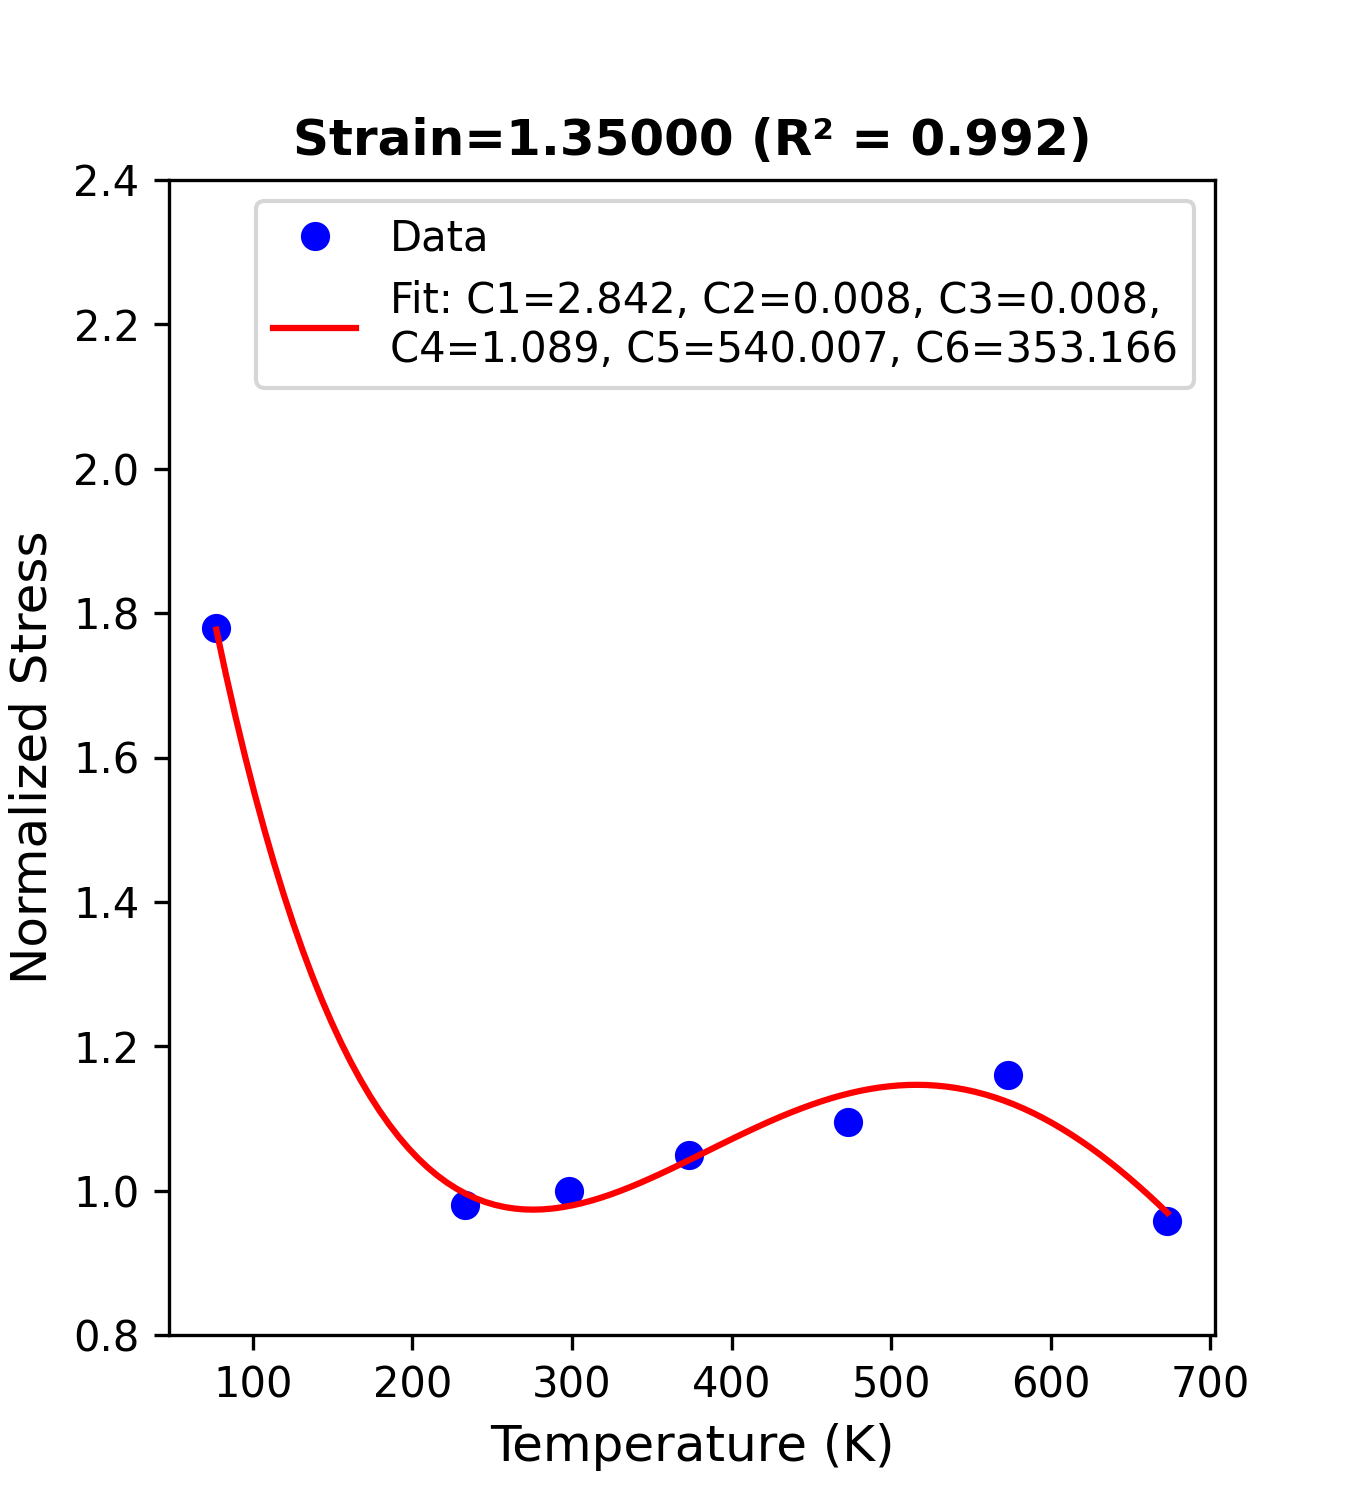 Strain=1.35000 (R² = 0.992)
2.4
2.2
2.0
1.8
1.6
1.4
1.2
1.0
0.8
Normalized Stress
Data
Fit: C1=2.842, C2=0.008, C3=0.008,
C4=1.089, C5=540.007, C6=353.166
100 200 300 400 500 600 700
Temperature (K)